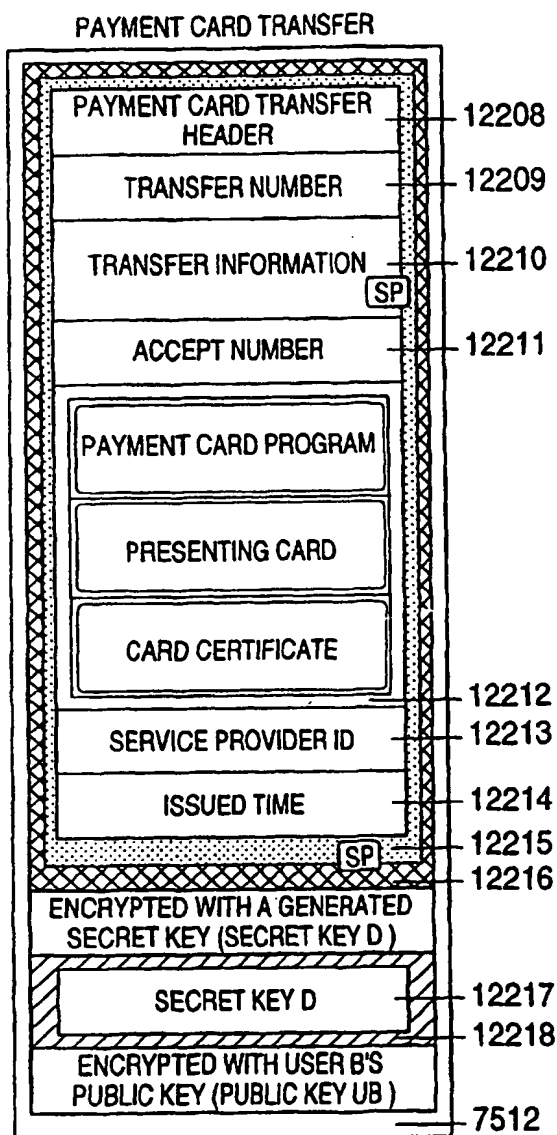 PAYMENT CARD TRANSFER
PAYMENT CARD TRANSFER
HEADER
12208
TRANSFER NUMBER
12209
TRANSFER INFORMATION
12210
SP
ACCEPT NUMBER
12211
PAYMENT CARD PROGRAM
PRESENTING CARD
CARD CERTIFICATE
12212
SERVICE PROVIDER ID
12213
ISSUED TIME
12214
SP
12215
12216
ENCRYPTED WITH A GENERATED
SECRET KEY (SECRET KEY D )
SECRET KEY D
12217
12218
ENCRYPTED WITH USER B'S
PUBLIC KEY (PUBLIC KEY UB )
7512